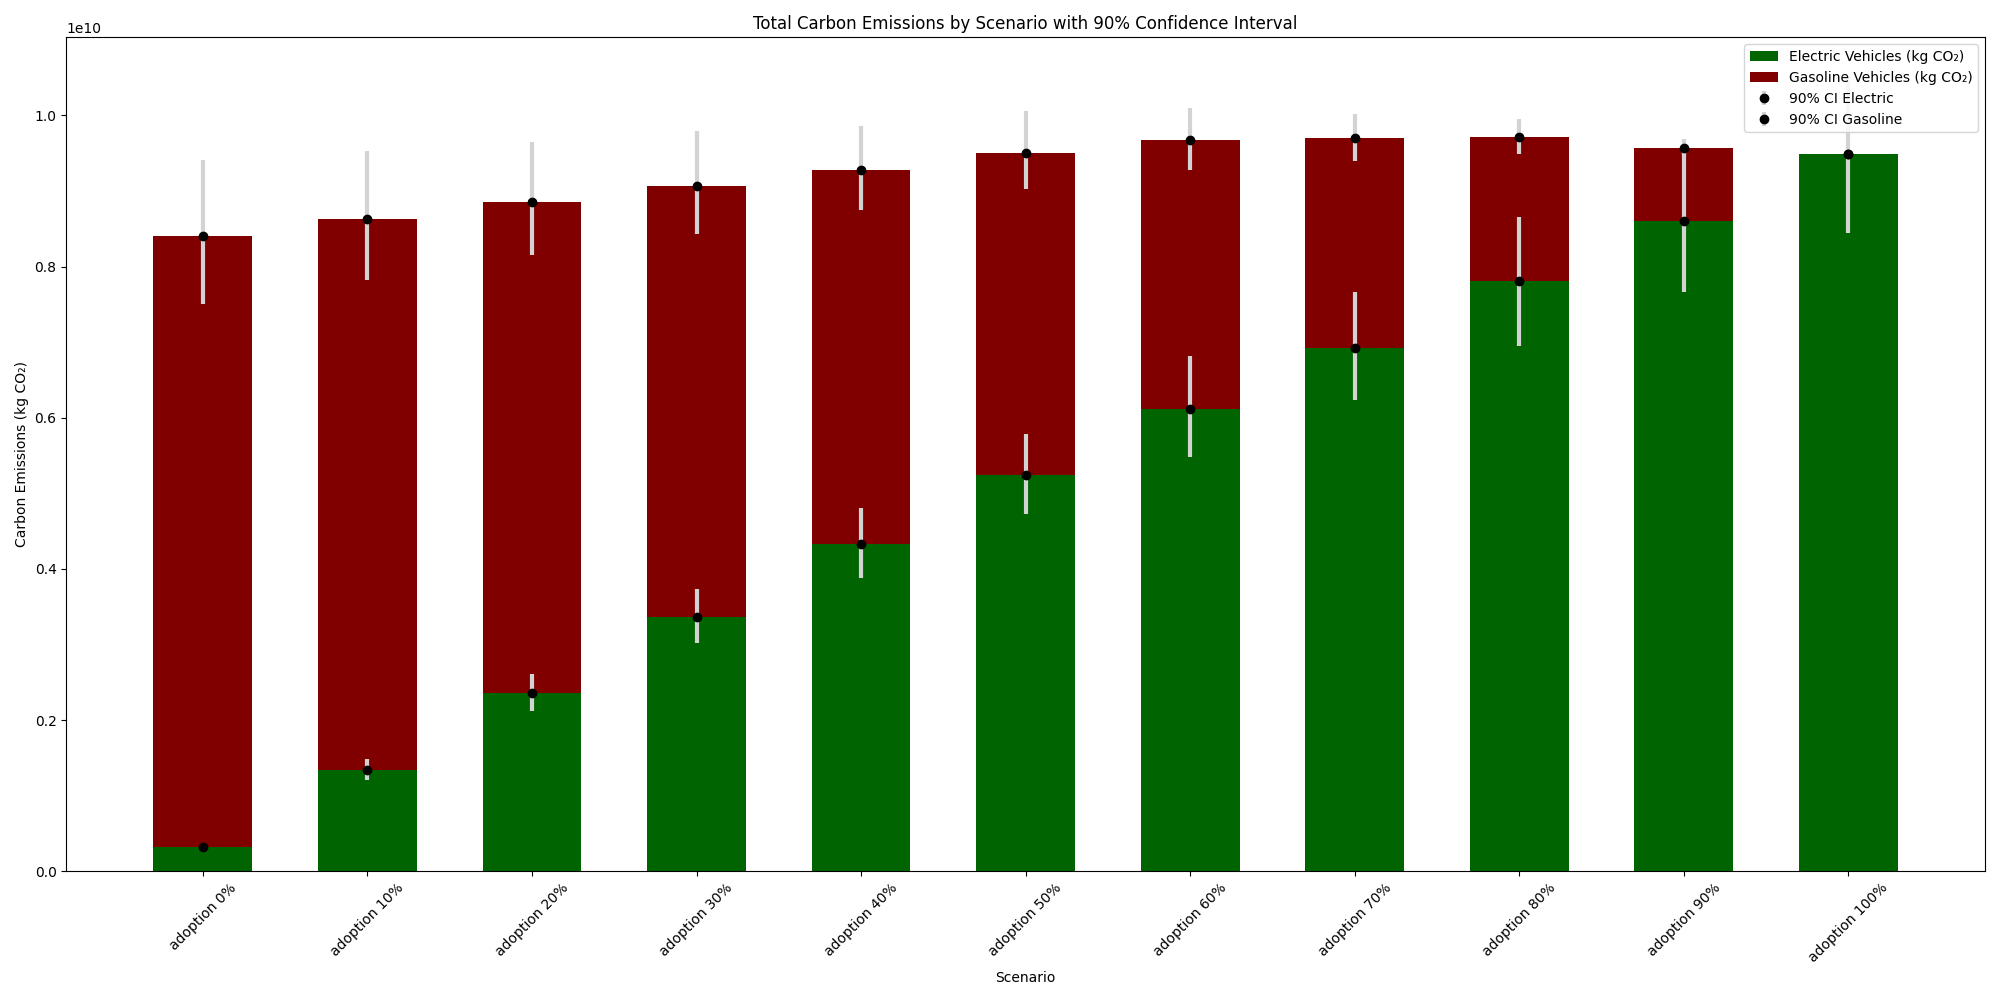 Total Carbon Emissions by Scenario with 90% Confidence Interval
1e10
Electric Vehicles (kg CO₂)
Gasoline Vehicles (kg CO₂)
90% CI Electric
90% CI Gasoline
1.0
0.8
0.6
0.4
0.2
0.0
Carbon Emissions (kg CO₂)
adoption 0%
adoption 10%
adoption 20%
adoption 30%
adoption 40%
adoption 50%
adoption 60%
adoption 70%
adoption 80%
adoption 90%
adoption 100%
Scenario